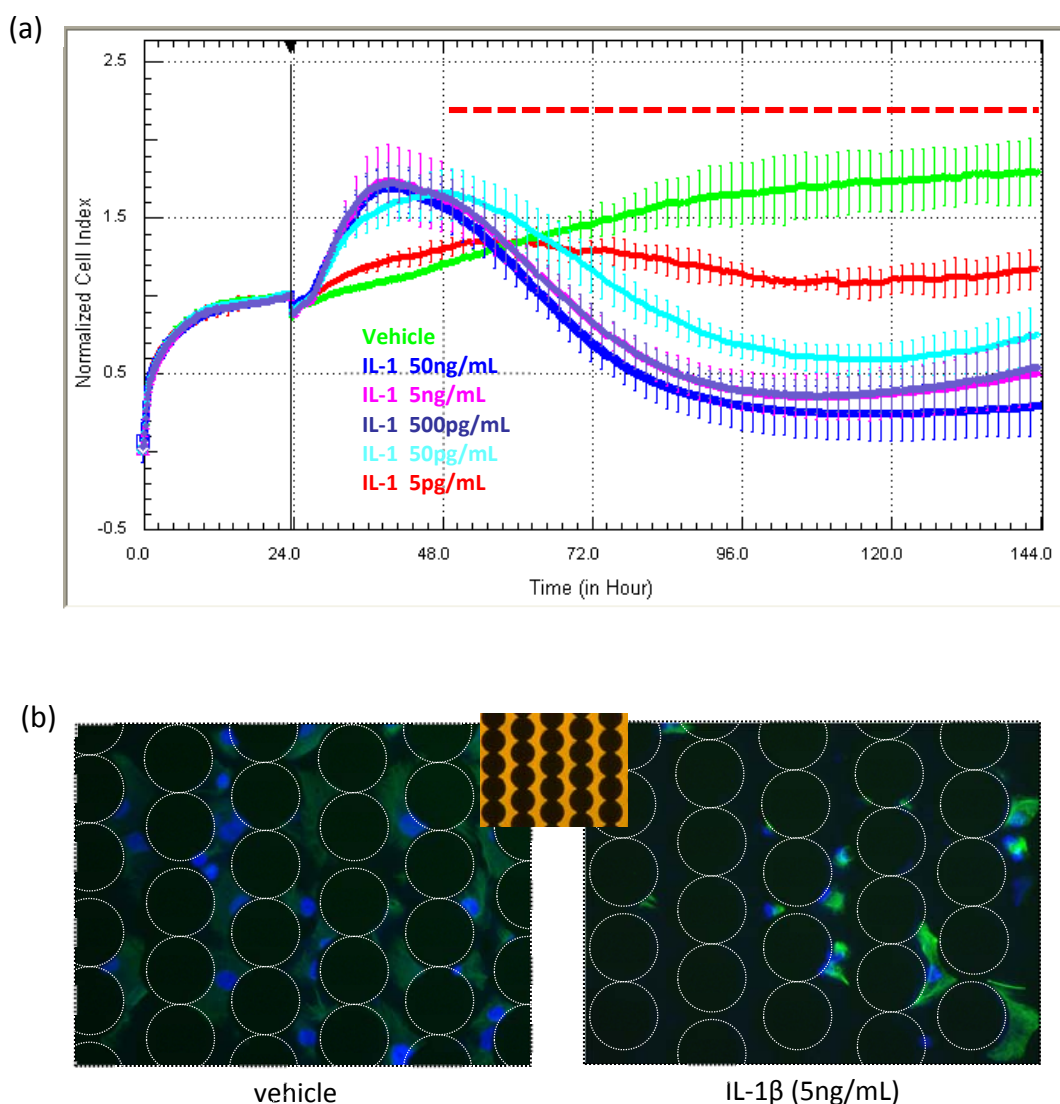 (a)
2.5
1.5
0.5
-0.5
Normalized Cell Index
Vehicle
IL-1 50ng/mL
IL-1 5ng/mL
IL-1 500pg/mL
IL-1 50pg/mL
IL-1 5pg/mL
0.0 24.0 48.0 72.0 96.0 120.0 144.0
Time (in Hour)
(b)
vehicle
IL-1β (5ng/mL)